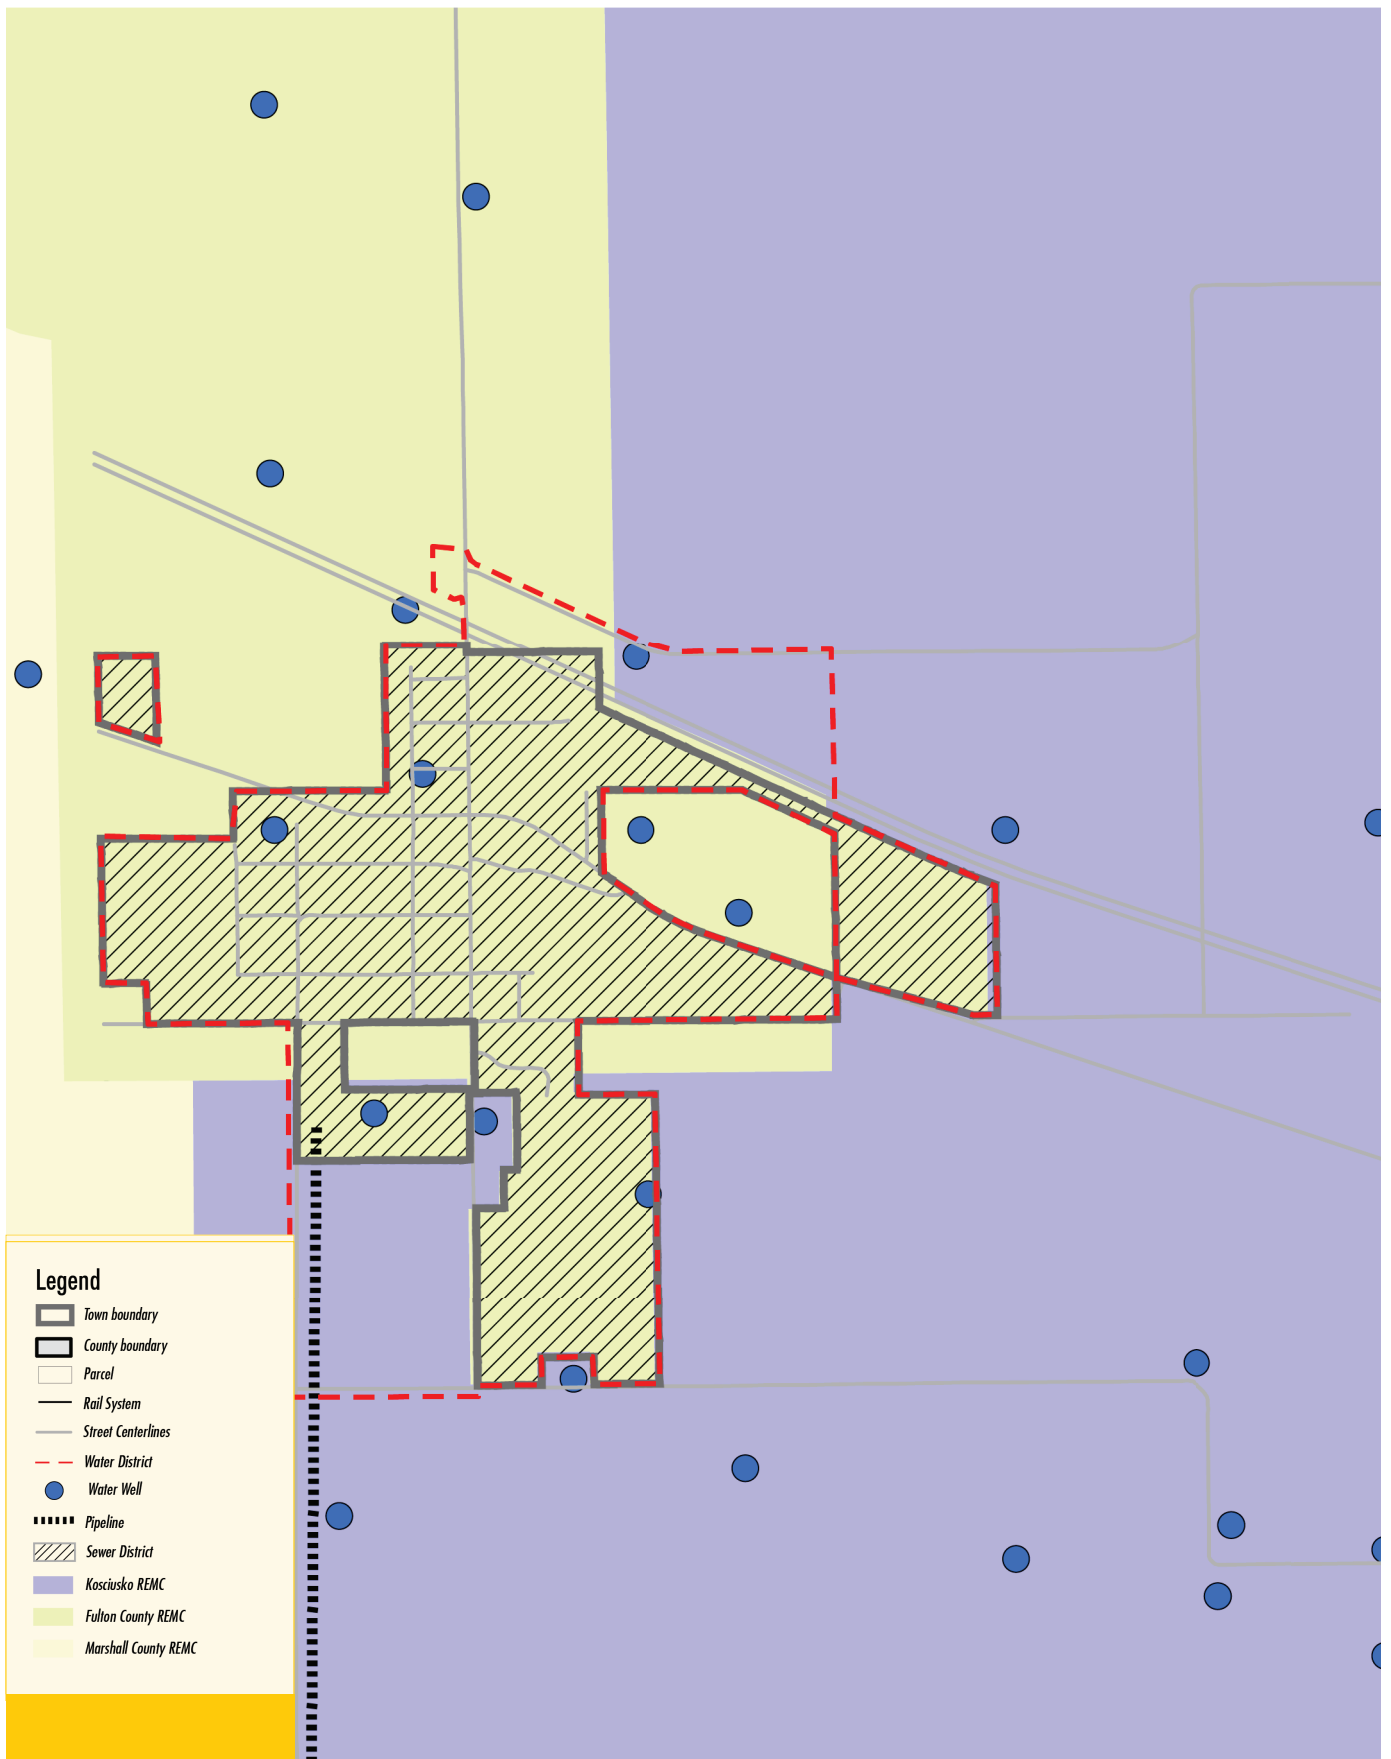 Legend
Town boundary
County boundary
Parcel
Rail System
Street Centerlines
Water District
Water Well
Pipeline
Sewer District
Kosciusko REMC
Fulton County REMC
Marshall County REMC